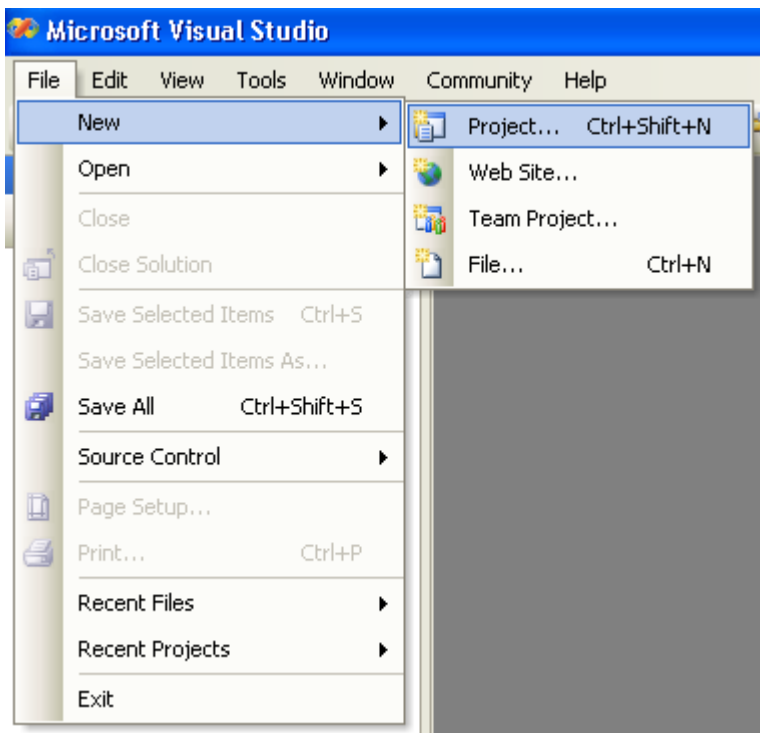 Microsoft Visual Studio
File Edit View Tools Window Community Help
New
Project... Ctrl+Shift+N
Open
Web Site...
Close
Team Project...
Close Solution
File... Ctrl+N
Save Selected Items Ctrl+S
Save Selected Items As...
Save All Ctrl+Shift+S
Source Control
Page Setup...
Print... Ctrl+P
Recent Files
Recent Projects
Exit